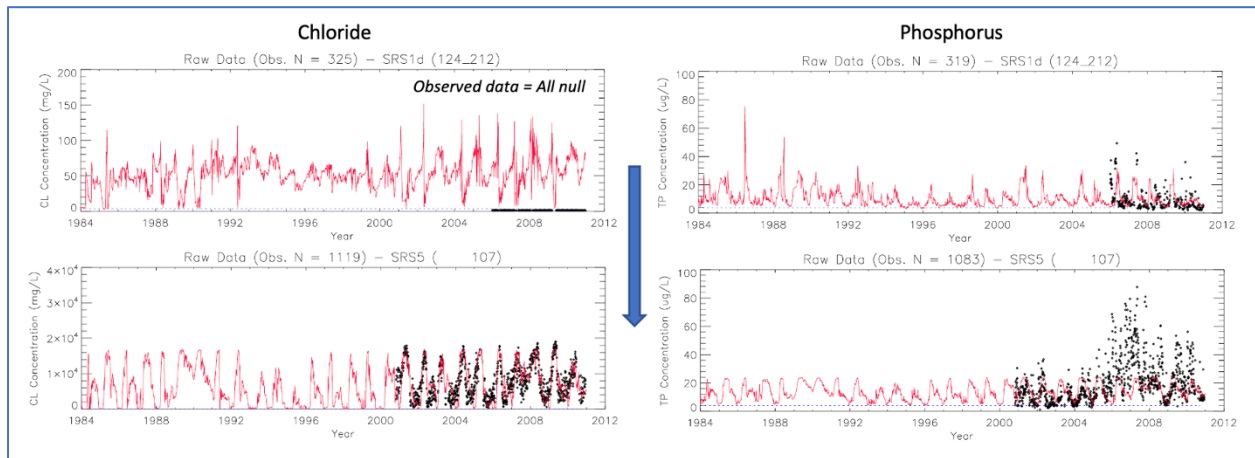 Chloride
Raw Data (Obs. N = 325) – SRS1d (124_212)
CL Concentration (mg/L)
200
150
100
50
0
Observed data = All null
1984 1988 1992 1996 2000 2004 2008 2012
Year
Raw Data (Obs. N = 1119) – SRS5 ( 107)
CL Concentration (mg/L)
4×10⁴
3×10⁴
2×10⁴
1×10⁴
0
1984 1988 1992 1996 2000 2004 2008 2012
Year
Phosphorus
Raw Data (Obs. N = 319) – SRS1d (124_212)
TP Concentration (ug/L)
100
80
60
40
20
0
1984 1988 1992 1996 2000 2004 2008 2012
Year
Raw Data (Obs. N = 1083) – SRS5 ( 107)
TP Concentration (ug/L)
100
80
60
40
20
0
1984 1988 1992 1996 2000 2004 2008 2012
Year